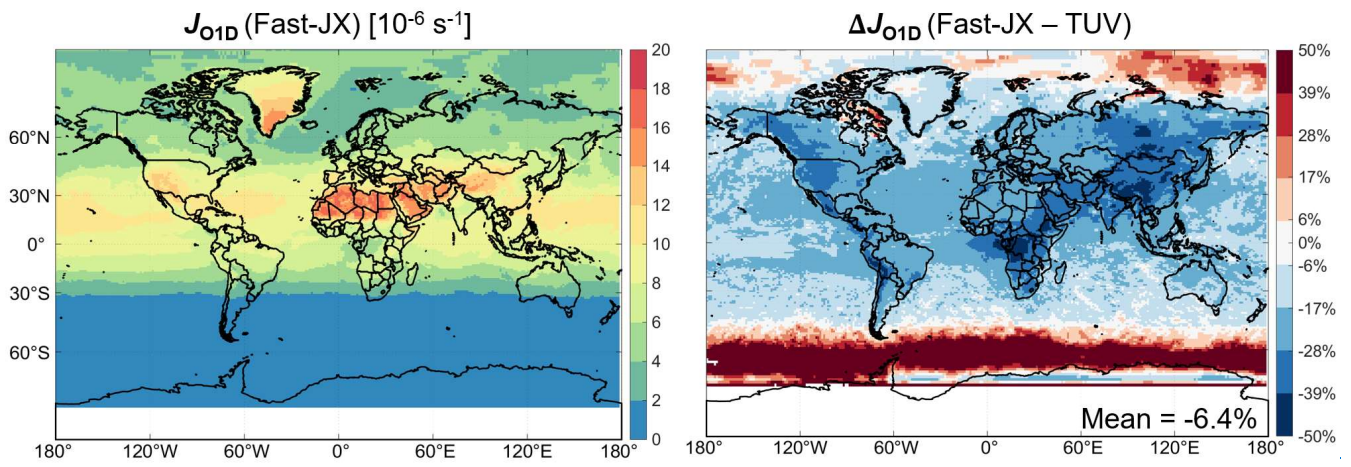 J_O1D (Fast-JX) [10⁻⁶ s⁻¹]
20
18
16
14
12
10
8
6
4
2
0
60°N
30°N
0°
30°S
60°S
180° 120°W 60°W 0° 60°E 120°E 180°
ΔJ_O1D (Fast-JX – TUV)
50%
39%
28%
17%
6%
0%
-6%
-17%
-28%
-39%
-50%
60°N
30°N
0°
30°S
60°S
Mean = -6.4%
180° 120°W 60°W 0° 60°E 120°E 180°